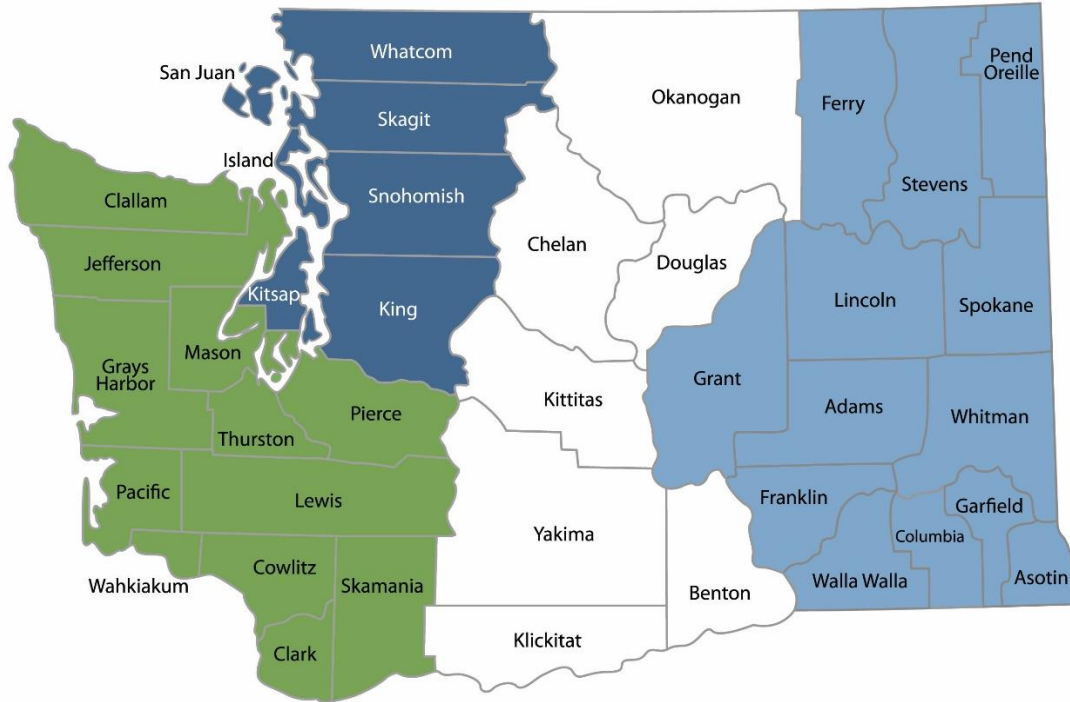 Whatcom
Pend
Oreille
San Juan
Okanogan
Ferry
Skagit
Island
Stevens
Clallam
Snohomish
Chelan
Douglas
Jefferson
Kitsap
King
Lincoln
Spokane
Mason
Grays
Harbor
Grant
Kittitas
Adams
Whitman
Pierce
Thurston
Pacific
Lewis
Franklin
Garfield
Yakima
Columbia
Cowlitz
Skamania
Wahkiakum
Walla Walla
Asotin
Benton
Klickitat
Clark